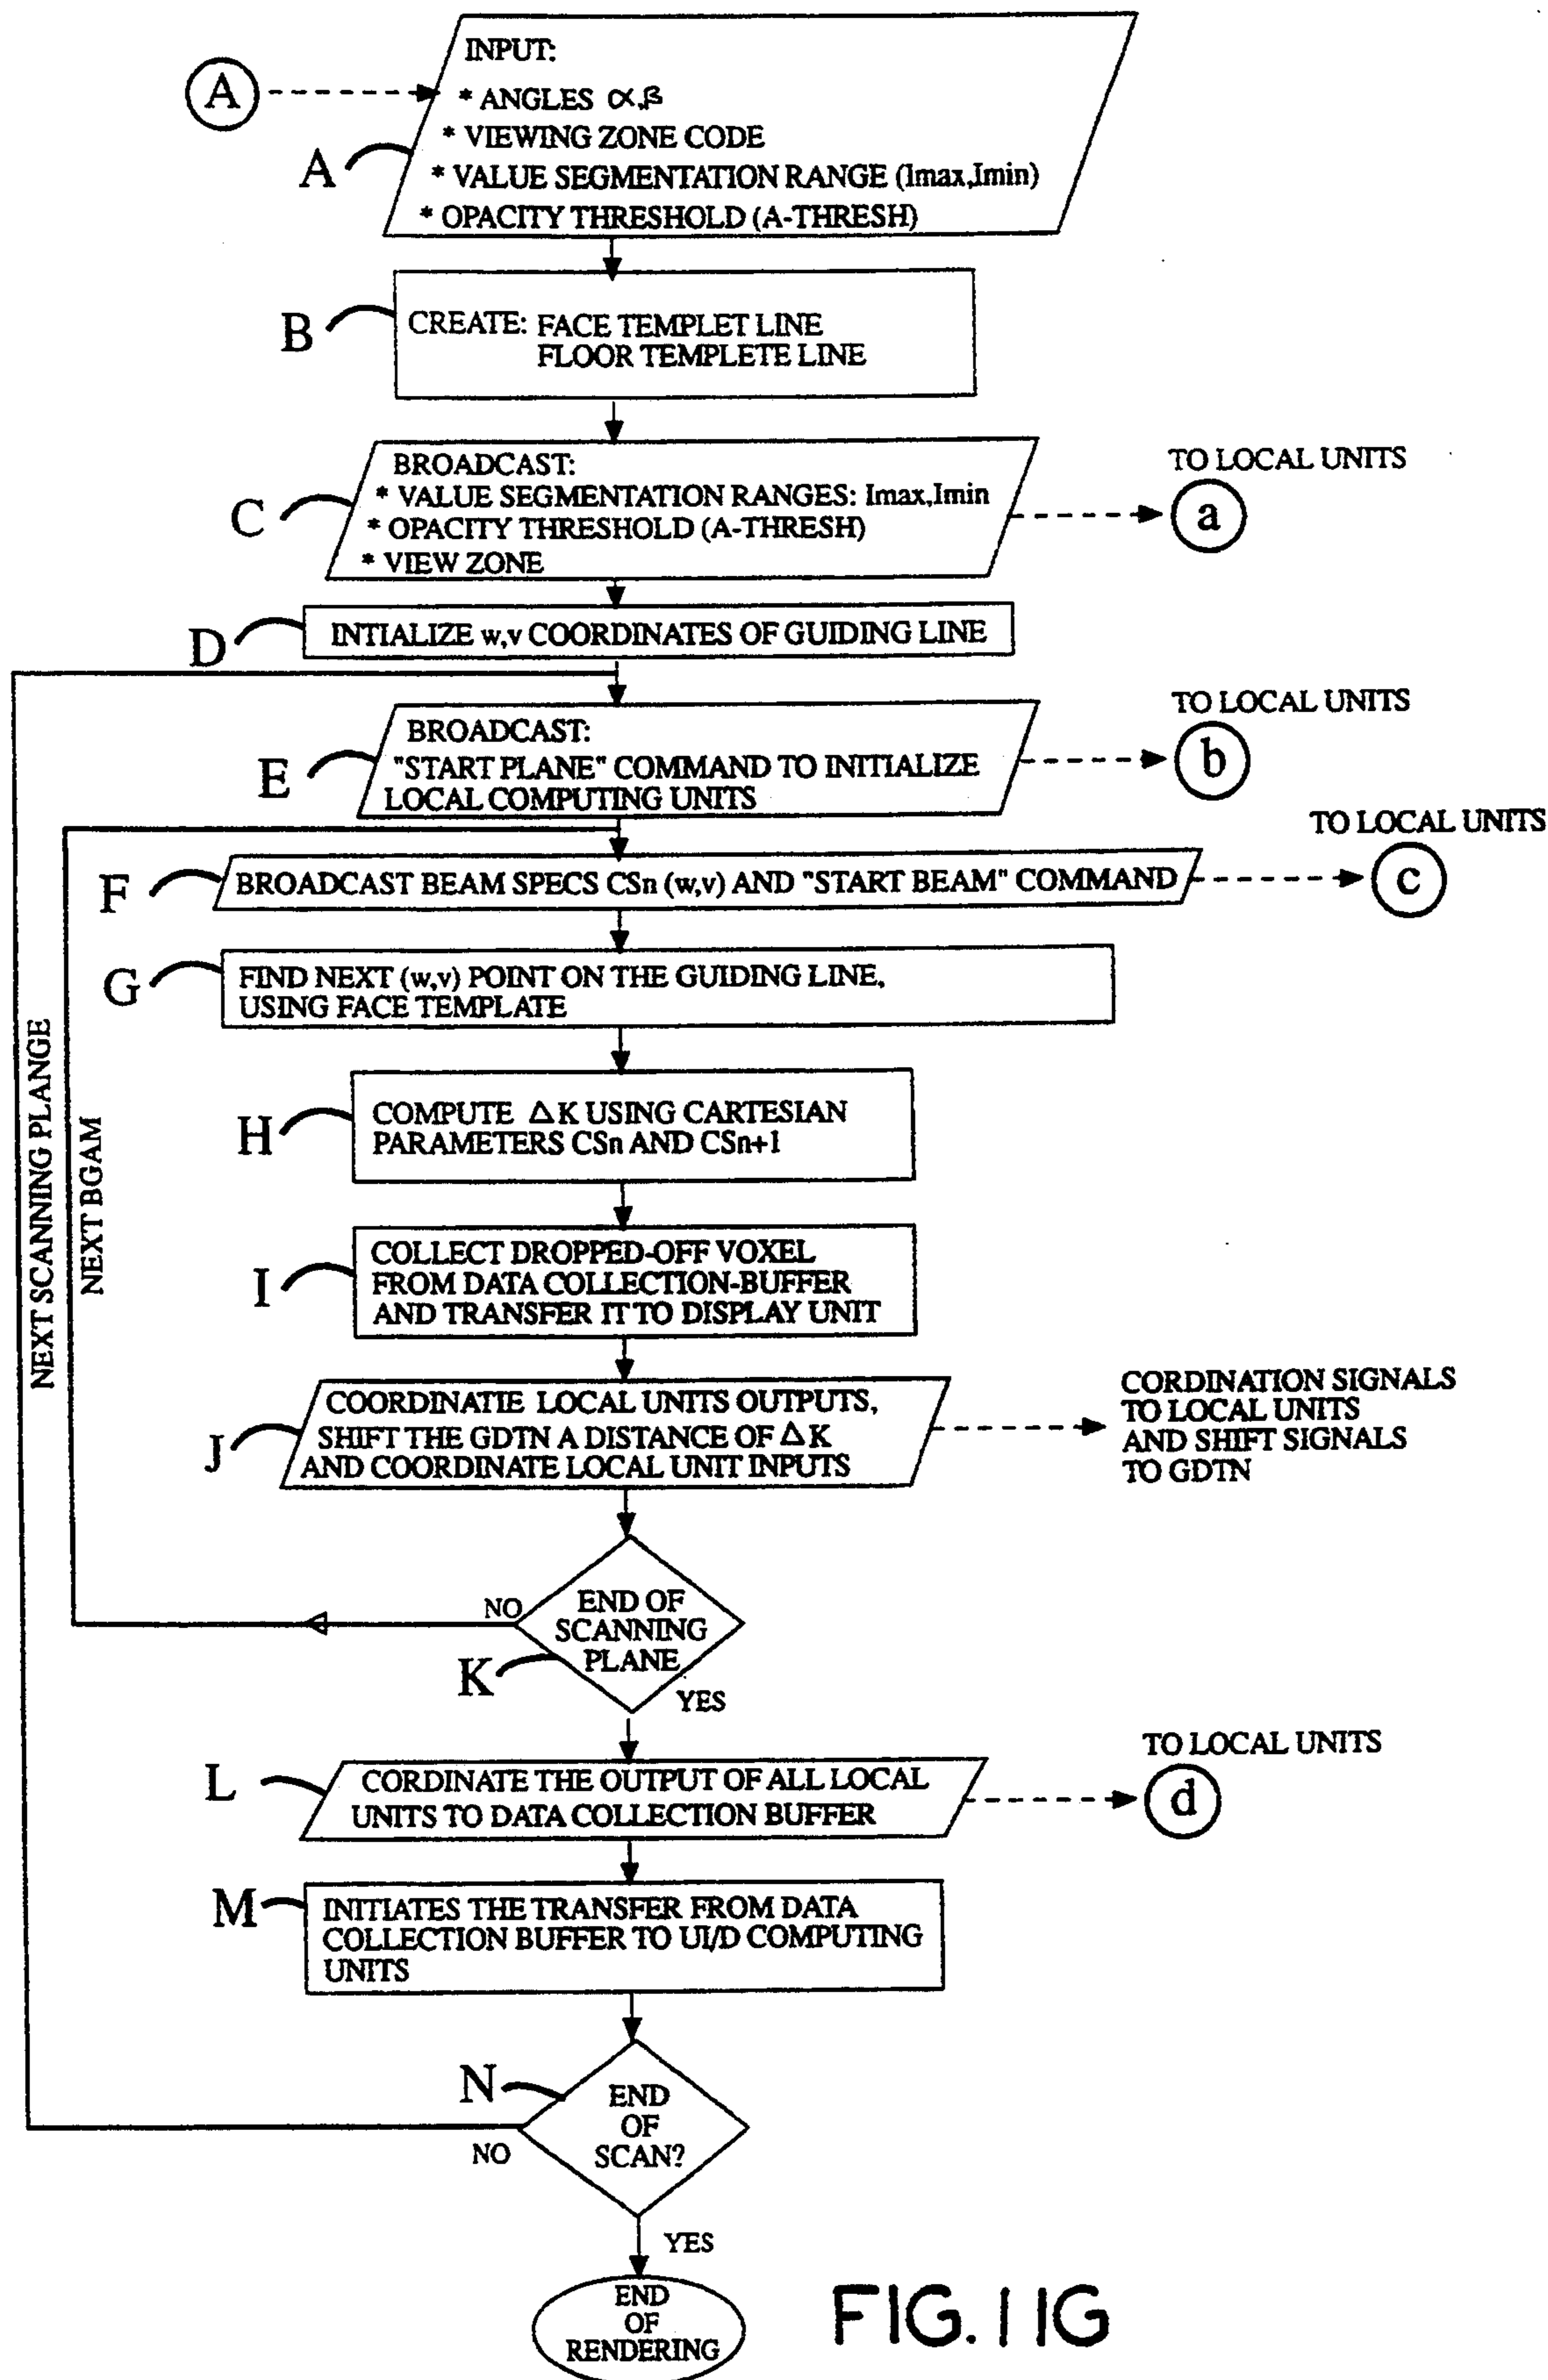 INPUT:
A
* ANGLES α,β
* VIEWING ZONE CODE
A
* VALUE SEGMENTATION RANGE (Imax,Imin)
* OPACITY THRESHOLD (A-THRESH)
B
CREATE: FACE TEMPLET LINE
FLOOR TEMPLETE LINE
BROADCAST:
* VALUE SEGMENTATION RANGES: Imax,Imin
C
* OPACITY THRESHOLD (A-THRESH)
* VIEW ZONE
TO LOCAL UNITS
a
D
INTIALIZE w,v COORDINATES OF GUIDING LINE
BROADCAST:
E
"START PLANE" COMMAND TO INITIALIZE
LOCAL COMPUTING UNITS
TO LOCAL UNITS
b
TO LOCAL UNITS
F
BROADCAST BEAM SPECS CSn (w,v) AND "START BEAM" COMMAND
c
G
FIND NEXT (w,v) POINT ON THE GUIDING LINE,
USING FACE TEMPLATE
NEXT SCANNING PLANGE
NEXT BGAM
H
COMPUTE △K USING CARTESIAN
PARAMETERS CSn AND CSn+1
I
COLLECT DROPPED-OFF VOXEL
FROM DATA COLLECTION-BUFFER
AND TRANSFER IT TO DISPLAY UNIT
J
COORDINATIE LOCAL UNITS OUTPUTS,
SHIFT THE GDTN A DISTANCE OF △K
AND COORDINATE LOCAL UNIT INPUTS
CORDINATION SIGNALS
TO LOCAL UNITS
AND SHIFT SIGNALS
TO GDTN
NO
END OF
SCANNING
PLANE
K
YES
L
CORDINATE THE OUTPUT OF ALL LOCAL
UNITS TO DATA COLLECTION BUFFER
TO LOCAL UNITS
d
M
INITIATES THE TRANSFER FROM DATA
COLLECTION BUFFER TO UI/D COMPUTING
UNITS
N
END
OF
SCAN?
NO
YES
END
OF
RENDERING
FIG. 11G